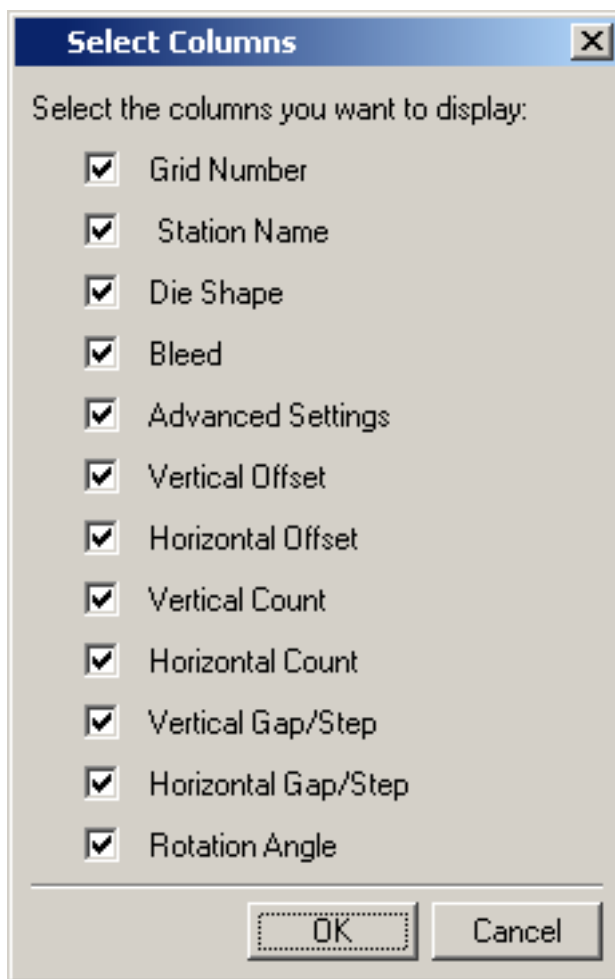 Select Columns
Select the columns you want to display:
Grid Number
Station Name
Die Shape
Bleed
Advanced Settings
Vertical Offset
Horizontal Offset
Vertical Count
Horizontal Count
Vertical Gap/Step
Horizontal Gap/Step
Rotation Angle
OK Cancel